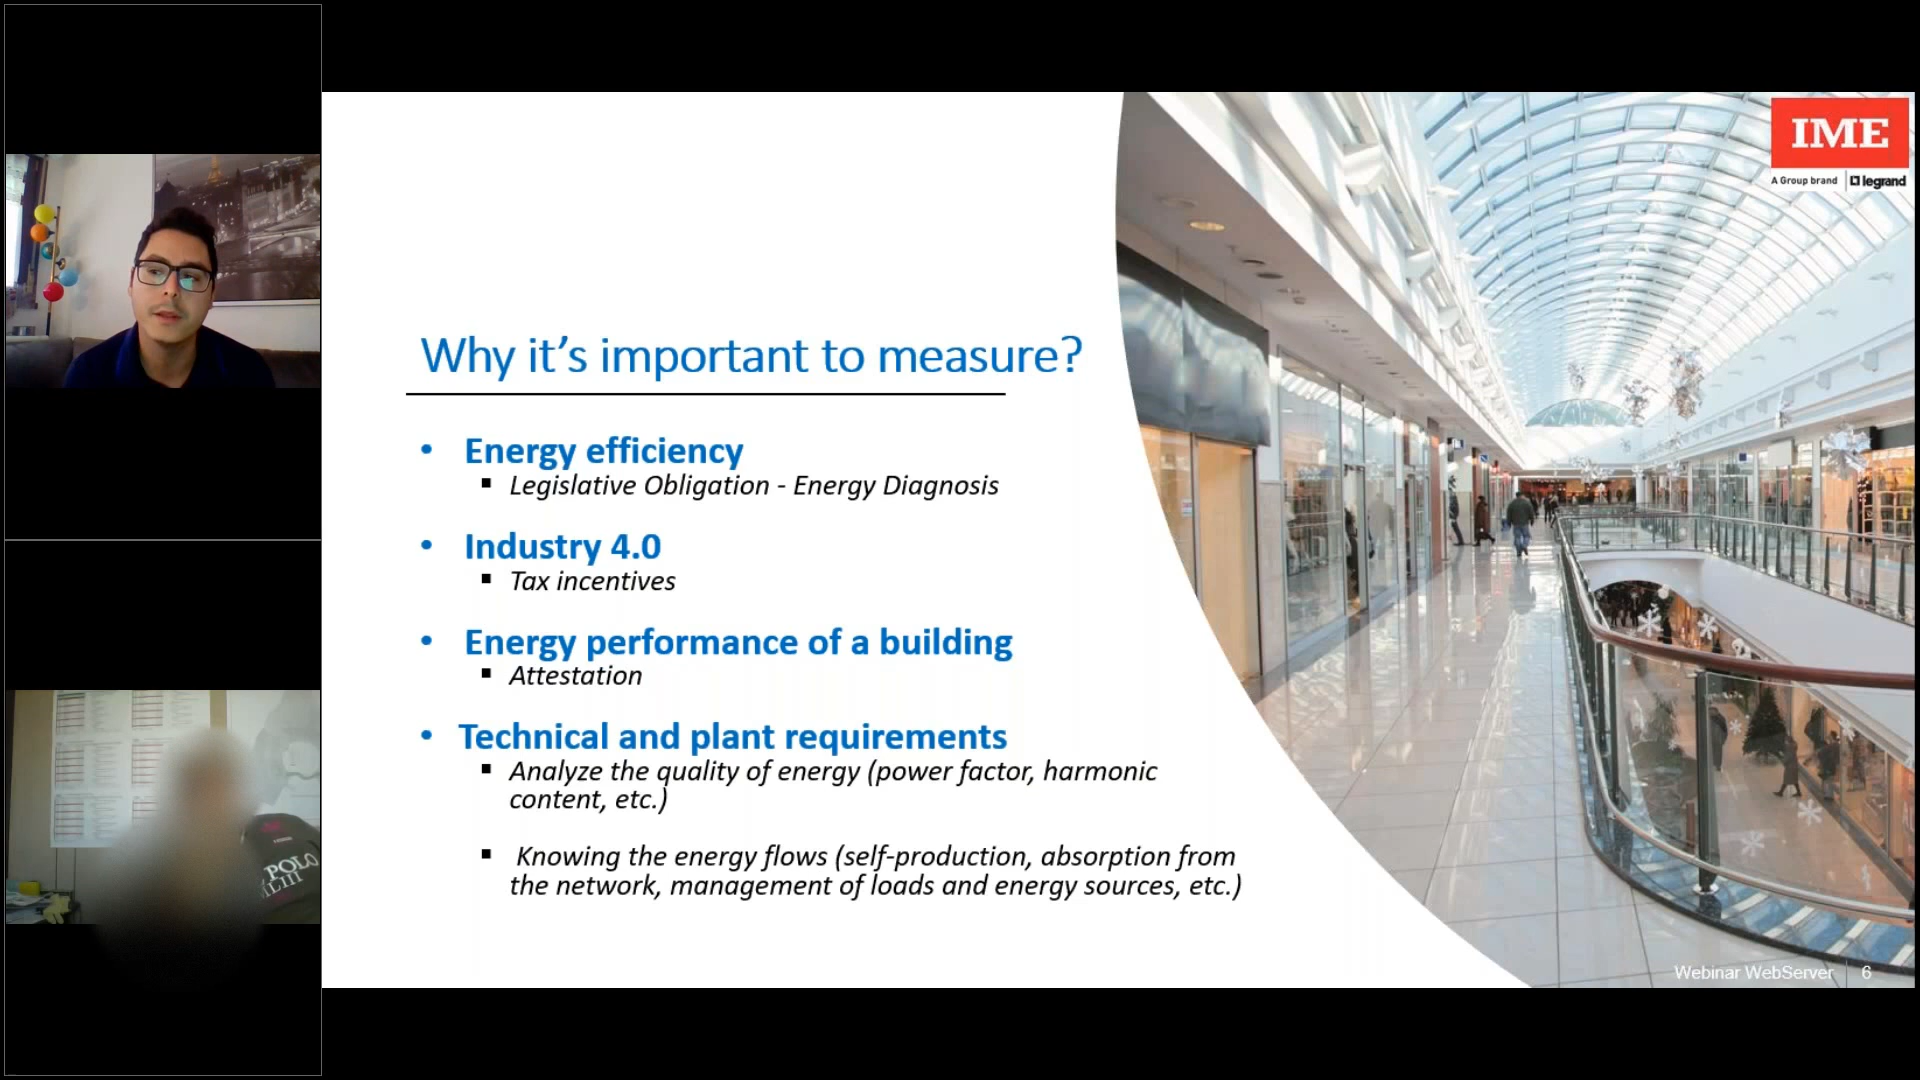 IME
A Group brand | legrand
Why it's important to measure?
• Energy efficiency
▪ Legislative Obligation - Energy Diagnosis
• Industry 4.0
▪ Tax incentives
• Energy performance of a building
▪ Attestation
• Technical and plant requirements
▪ Analyze the quality of energy (power factor, harmonic
content, etc.)
▪ Knowing the energy flows (self-production, absorption from
the network, management of loads and energy sources, etc.)
POLO
Webinar WebServer | 6